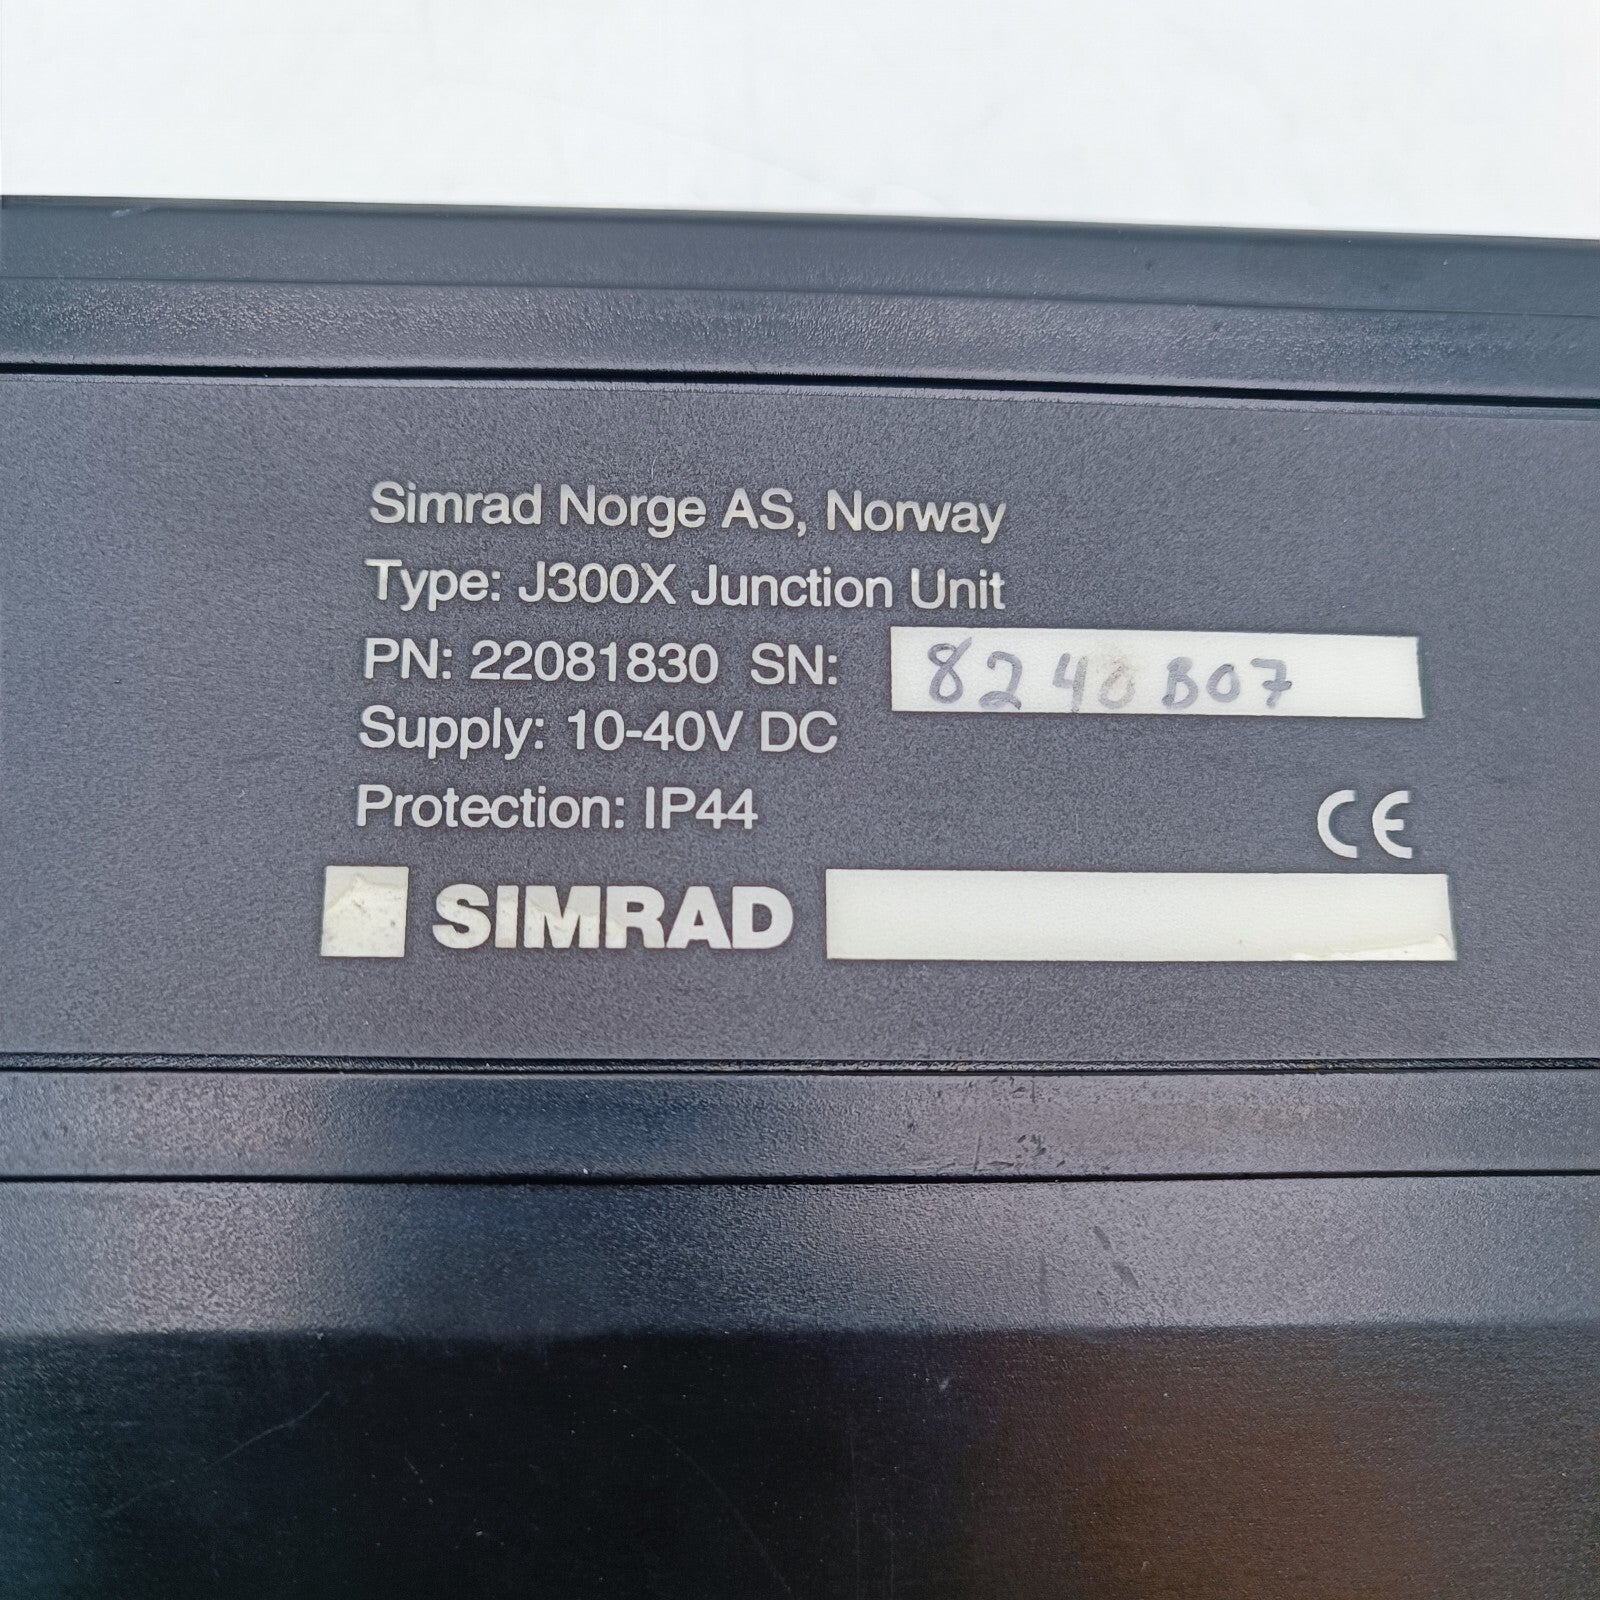 Simrad Norge AS, Norway
Type: J300X Junction Unit
PN: 22081830 SN: 8240B07
Supply: 10-40V DC
Protection: IP44
CE
SIMRAD